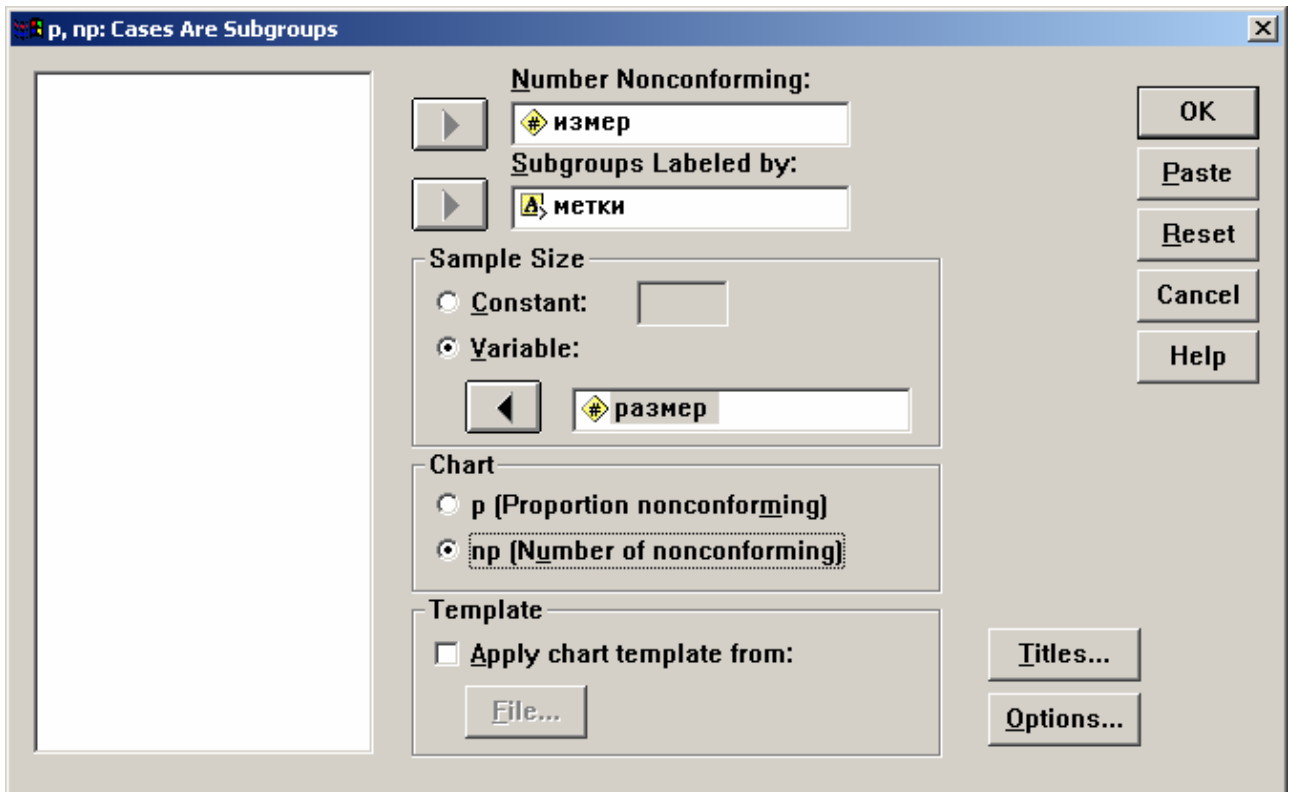 p, np: Cases Are Subgroups
Number Nonconforming:
измер
Subgroups Labeled by:
метки
Sample Size
Constant:
Variable:
размер
Chart
p (Proportion nonconforming)
np (Number of nonconforming)
Template
Apply chart template from:
File...
OK
Paste
Reset
Cancel
Help
Titles...
Options...